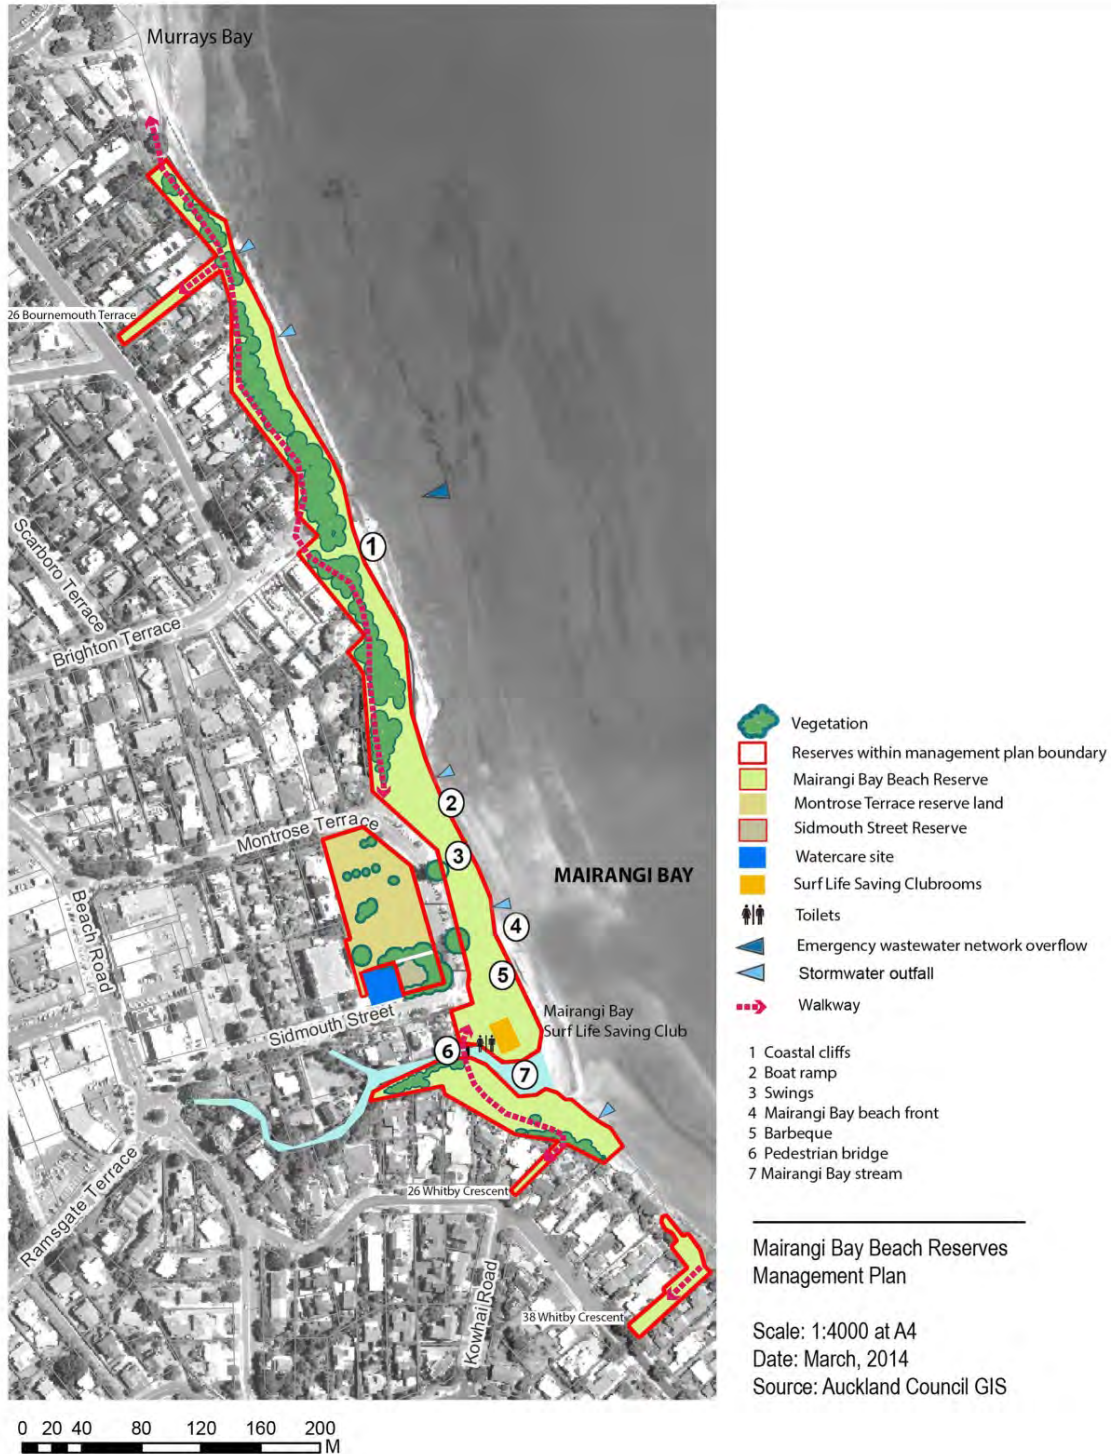 Murrays Bay
26 Bournemouth Terrace
1
Scarboro Terrace
Brighton Terrace
2
Montrose Terrace
3
MAIRANGI BAY
Beach Road
4
5
Mairangi Bay
Surf Life Saving Club
Sidmouth Street
6
7
Ramsgate Terrace
26 Whitby Crescent
Kowhai Road
38 Whitby Crescent
0 20 40 80 120 160 200
M
Vegetation
Reserves within management plan boundary
Mairangi Bay Beach Reserve
Montrose Terrace reserve land
Sidmouth Street Reserve
Watercare site
Surf Life Saving Clubrooms
Toilets
Emergency wastewater network overflow
Stormwater outfall
Walkway
1 Coastal cliffs
2 Boat ramp
3 Swings
4 Mairangi Bay beach front
5 Barbeque
6 Pedestrian bridge
7 Mairangi Bay stream
Mairangi Bay Beach Reserves
Management Plan
Scale: 1:4000 at A4
Date: March, 2014
Source: Auckland Council GIS